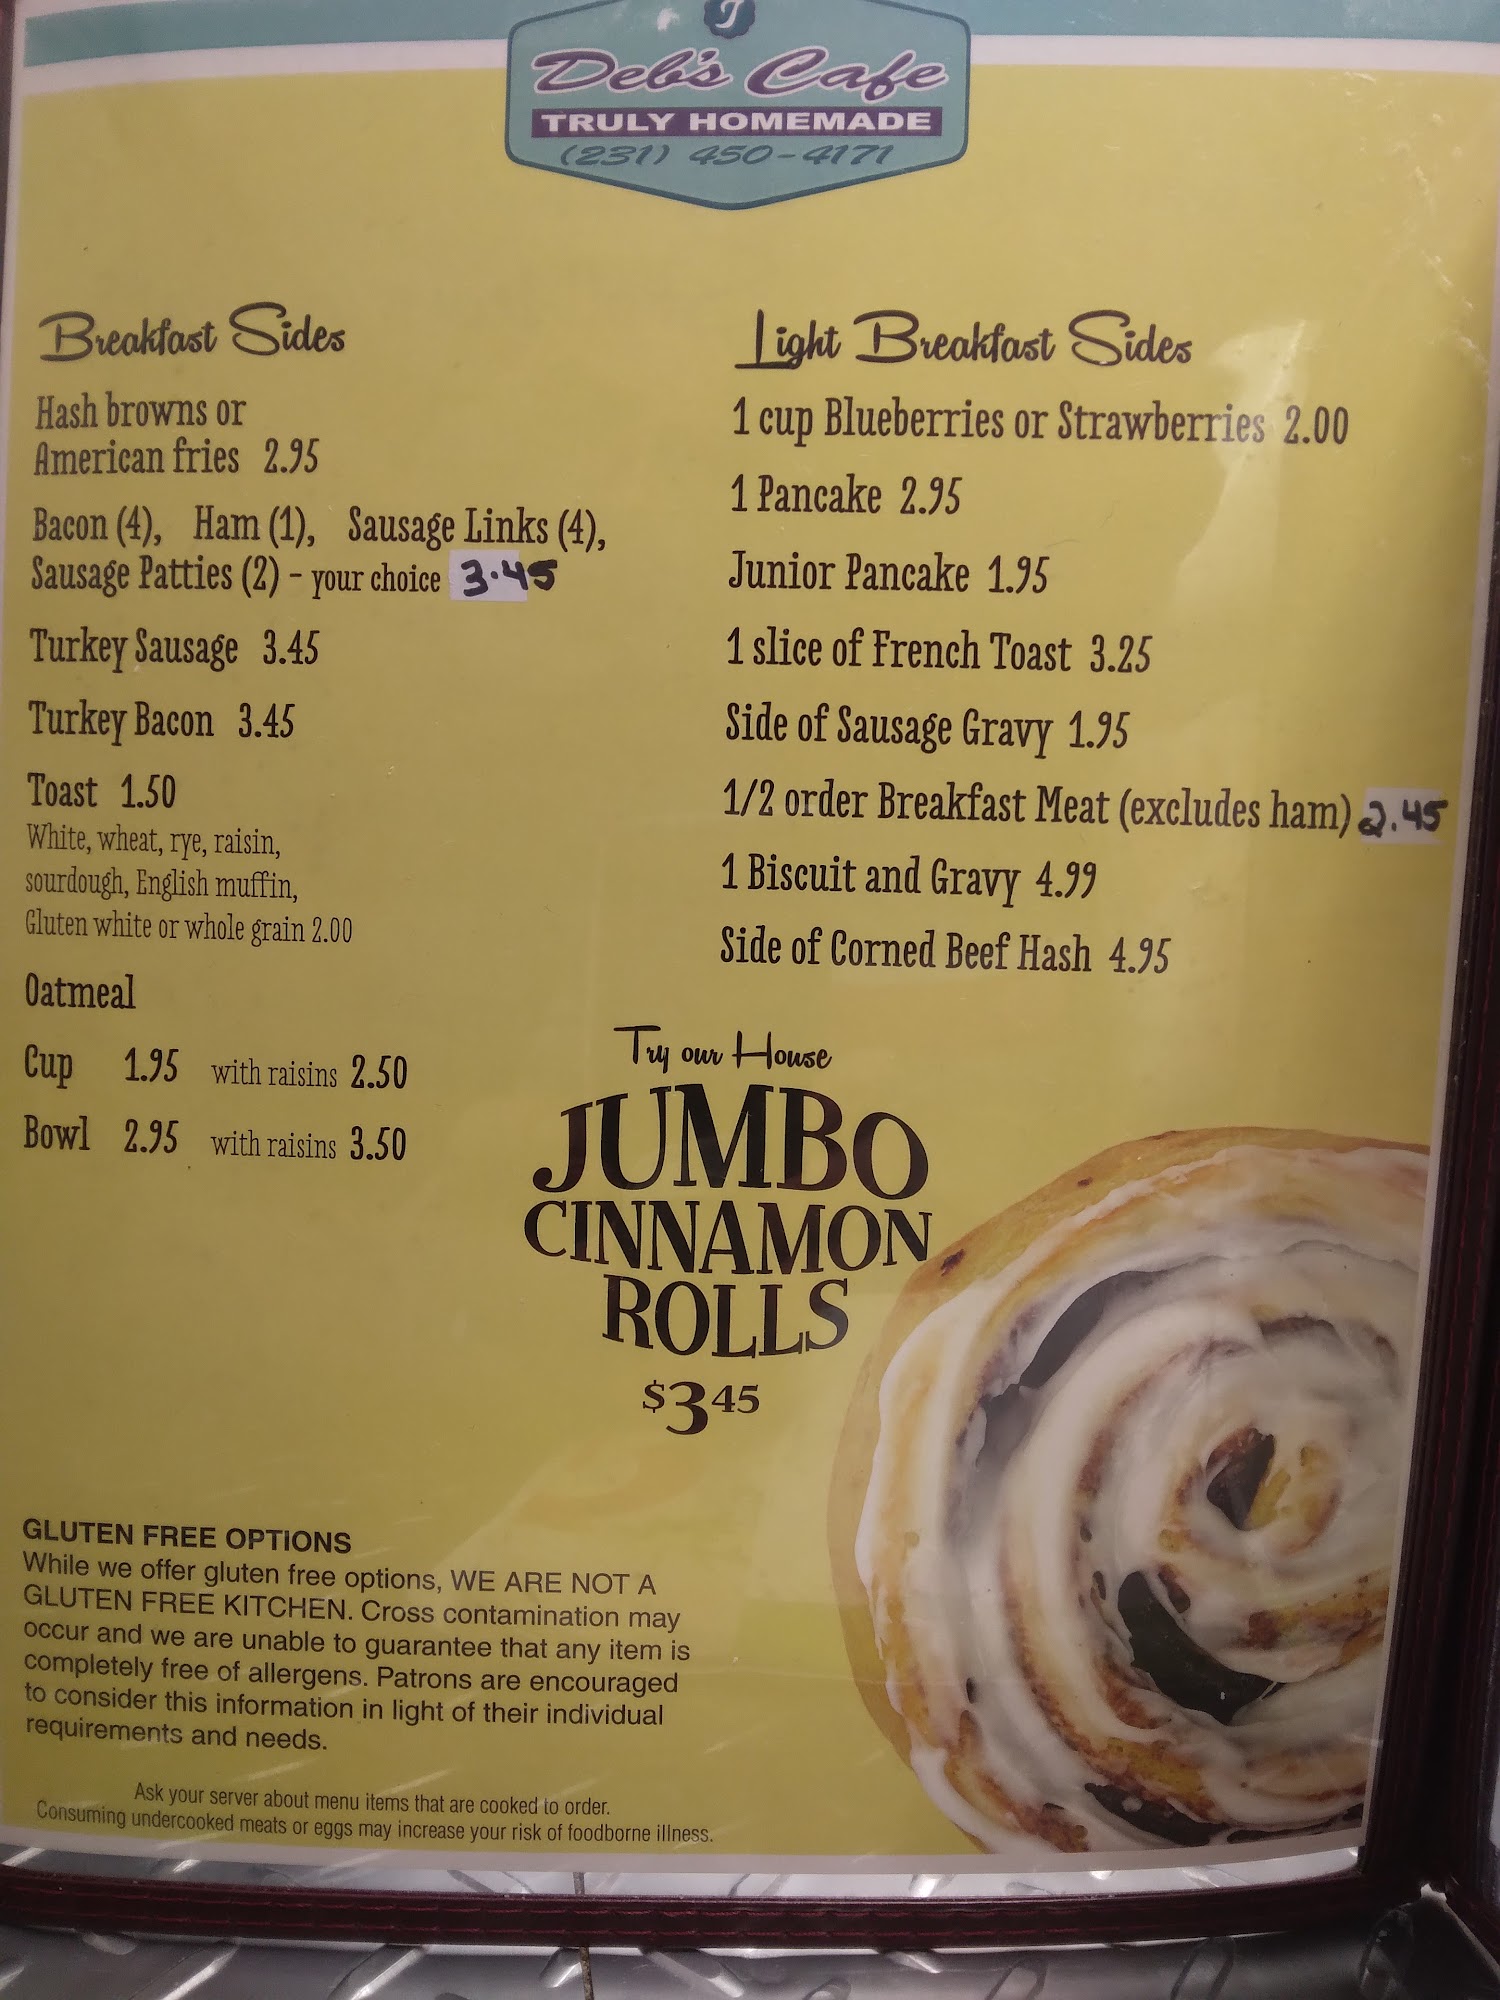 Deb's Cafe
TRULY HOMEMADE
(231) 450-4171
Breakfast Sides
Hash browns or
American fries 2.95
Bacon (4), Ham (1), Sausage Links (4),
Sausage Patties (2) - your choice 3.45
Turkey Sausage 3.45
Turkey Bacon 3.45
Toast 1.50
White, wheat, rye, raisin,
sourdough, English muffin,
Gluten white or whole grain 2.00
Oatmeal
Cup 1.95 with raisins 2.50
Bowl 2.95 with raisins 3.50
Light Breakfast Sides
1 cup Blueberries or Strawberries 2.00
1 Pancake 2.95
Junior Pancake 1.95
1 slice of French Toast 3.25
Side of Sausage Gravy 1.95
1/2 order Breakfast Meat (excludes ham) 2.45
1 Biscuit and Gravy 4.99
Side of Corned Beef Hash 4.95
Try our House
JUMBO
CINNAMON
ROLLS
$3 45
GLUTEN FREE OPTIONS
While we offer gluten free options, WE ARE NOT A
GLUTEN FREE KITCHEN. Cross contamination may
occur and we are unable to guarantee that any item is
completely free of allergens. Patrons are encouraged
to consider this information in light of their individual
requirements and needs.
Ask your server about menu items that are cooked to order.
Consuming undercooked meats or eggs may increase your risk of foodborne illness.